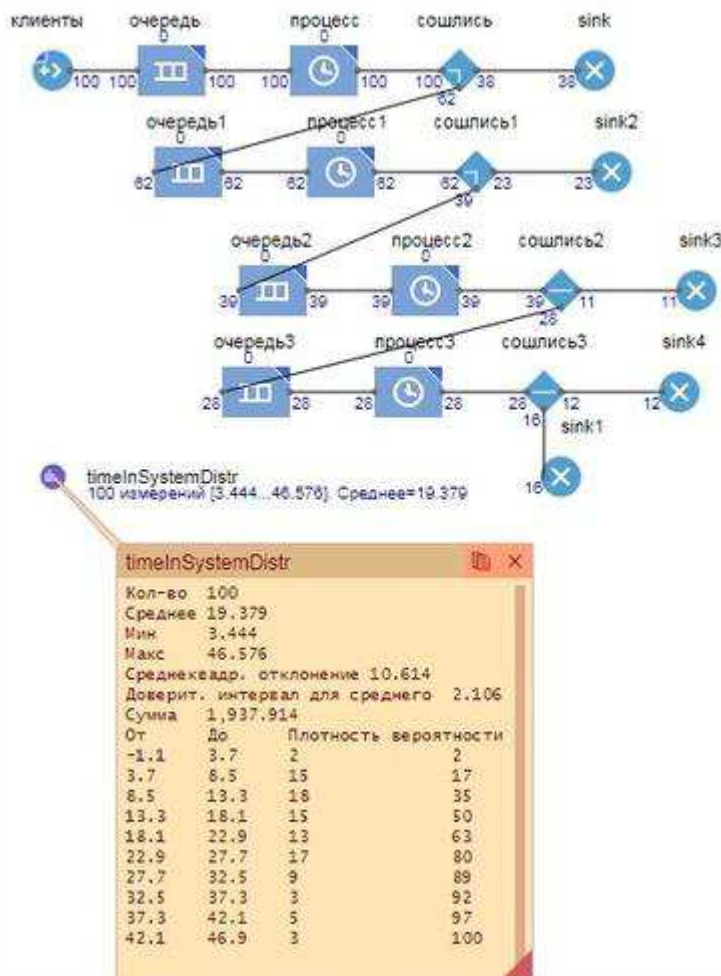 клиенты очередь процесс сошлись sink
0 0
100 100 100 100 100 100 38 38
62
очередь1 процесс1 сошлись1 sink2
0 0
62 62 62 62 62 23 23
39
очередь2 процесс2 сошлись2 sink3
0 0
39 39 39 39 39 11 11
28
очередь3 процесс3 сошлись3 sink4
0 0
28 28 28 28 28 12 12
16
sink1
16
timeInSystemDistr
100 измерений [3.444...46.576]. Среднее=19.379
timeInSystemDistr
Кол-во 100
Среднее 19.379
Мин 3.444
Макс 46.576
Среднеквадр. отклонение 10.614
Доверит. интервал для среднего 2.106
Сумма 1,937.914
От До Плотность вероятности
-1.1 3.7 2 2
3.7 8.5 15 17
8.5 13.3 18 35
13.3 18.1 15 50
18.1 22.9 13 63
22.9 27.7 17 80
27.7 32.5 9 89
32.5 37.3 3 92
37.3 42.1 5 97
42.1 46.9 3 100